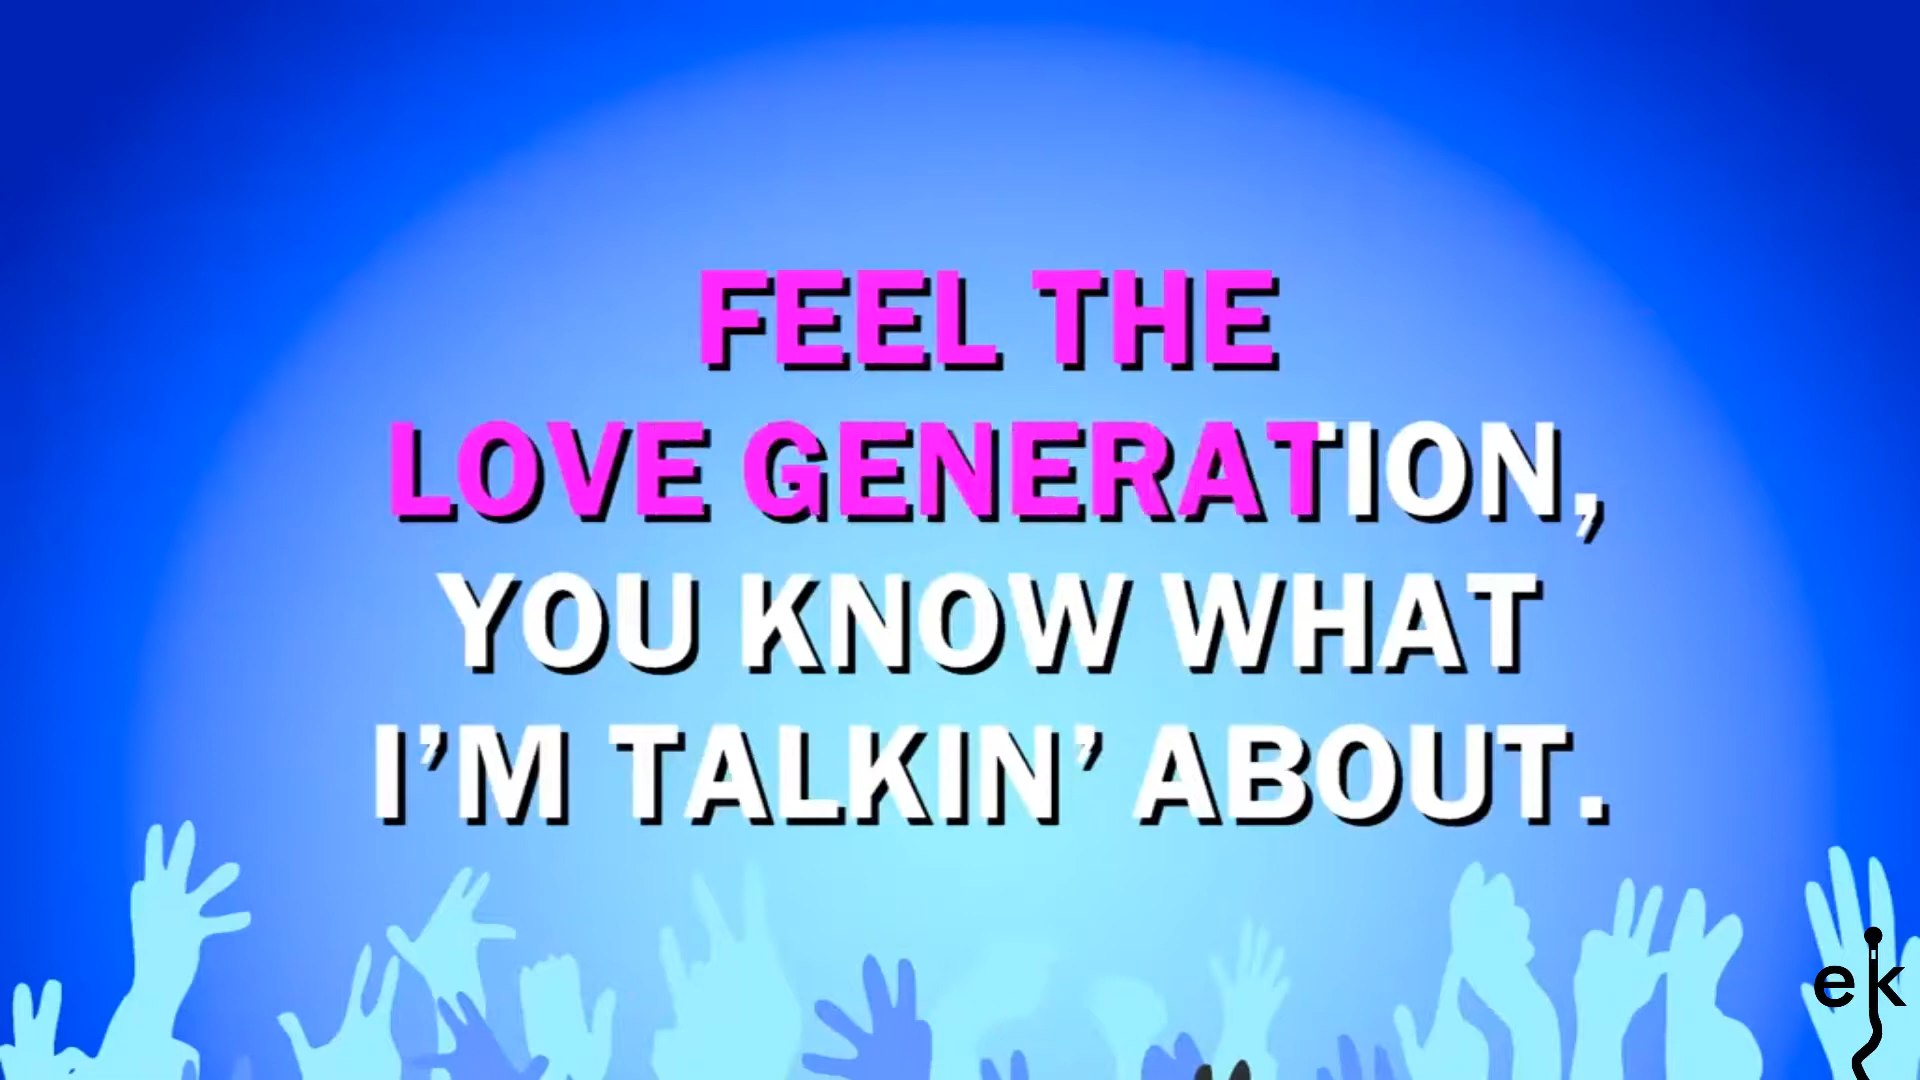 FEEL THE
LOVE GENERATION,
YOU KNOW WHAT
I’M TALKIN’ ABOUT.
ek